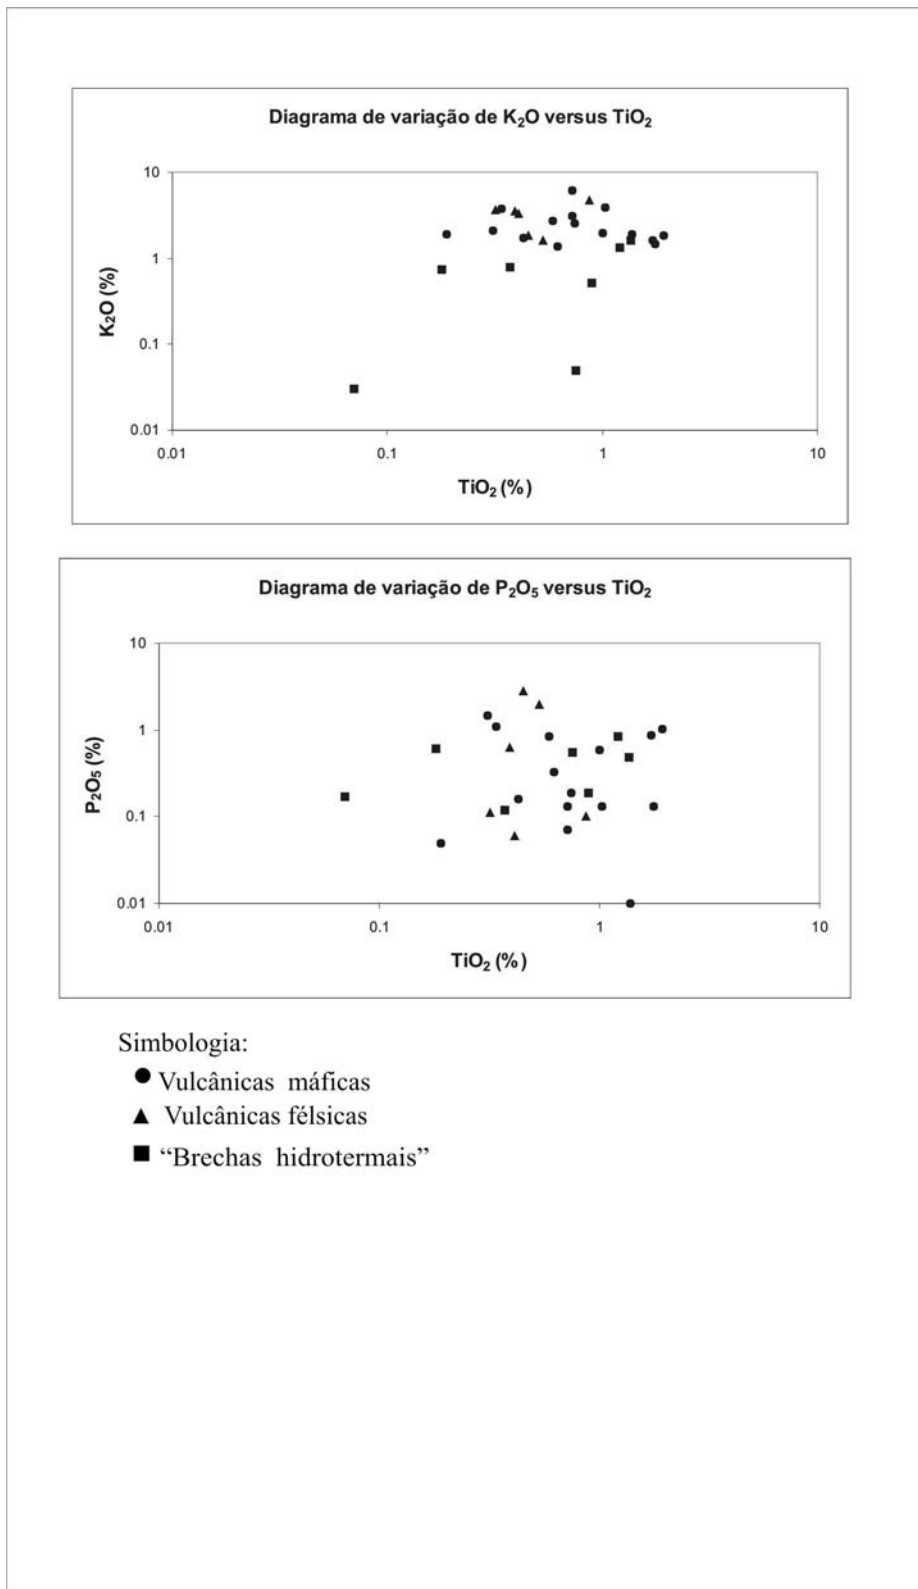 Diagrama de variação de K₂O versus TiO₂
10
1
0.1
0.01
K₂O (%)
0.01 0.1 1 10
TiO₂ (%)
Diagrama de variação de P₂O₅ versus TiO₂
10
1
0.1
0.01
P₂O₅ (%)
0.01 0.1 1 10
TiO₂ (%)
Simbologia:
Vulcânicas máficas
Vulcânicas félsicas
“Brechas hidrotermais”